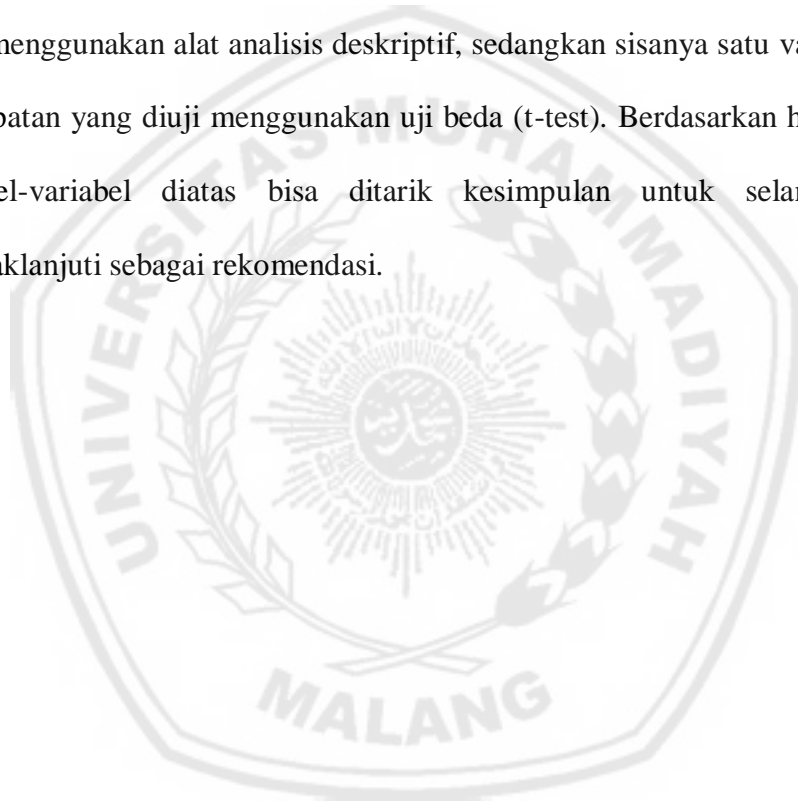 menggunakan alat analisis deskriptif, sedangkan sisanya satu va
patan yang diuji menggunakan uji beda (t-test). Berdasarkan h
el-variabel diatas bisa ditarik kesimpulan untuk selan
aklanjuti sebagai rekomendasi.
UNIVERSITAS MUHAMMADIYAH
MALANG